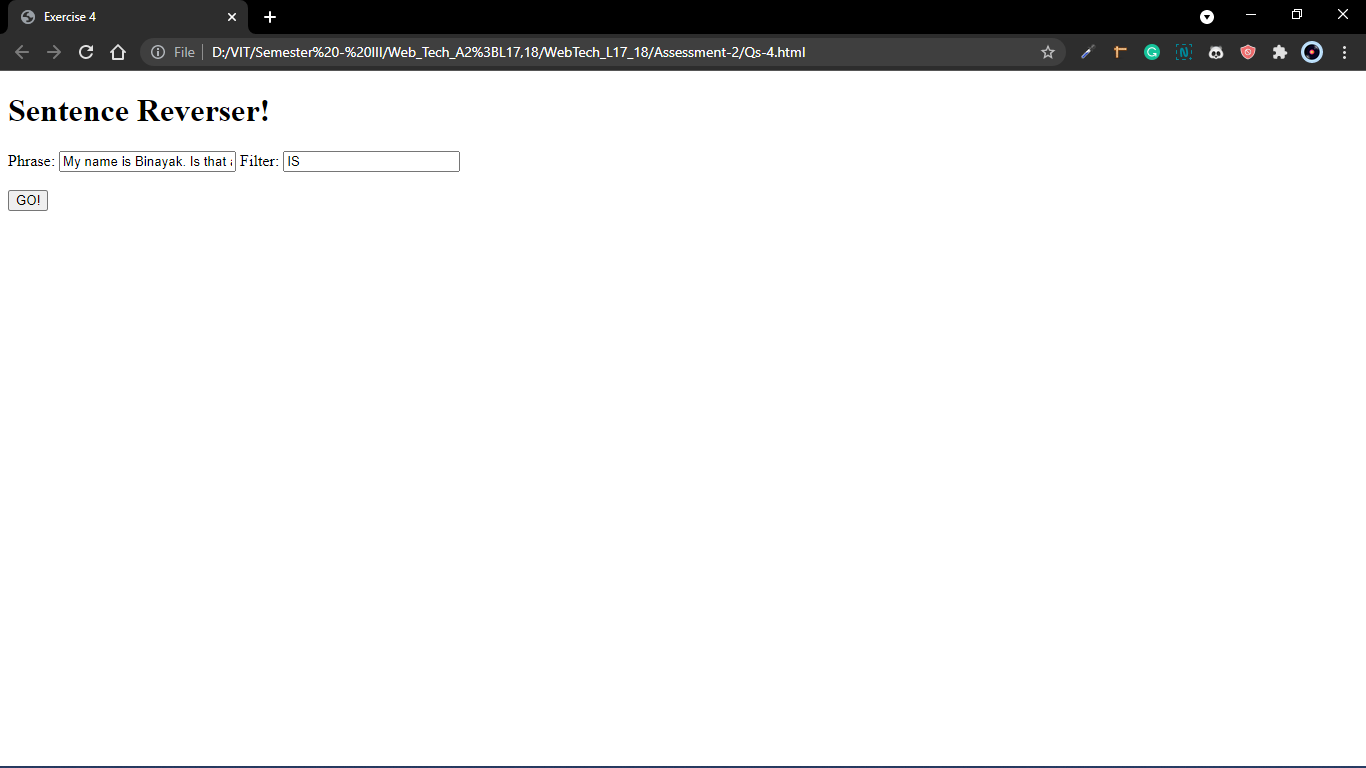 Exercise 4
File D:/VIT/Semester%20-%20III/Web_Tech_A2%3BL17,18/WebTech_L17_18/Assessment-2/Qs-4.html
Sentence Reverser!
Phrase: My name is Binayak. Is that Filter: IS
GO!